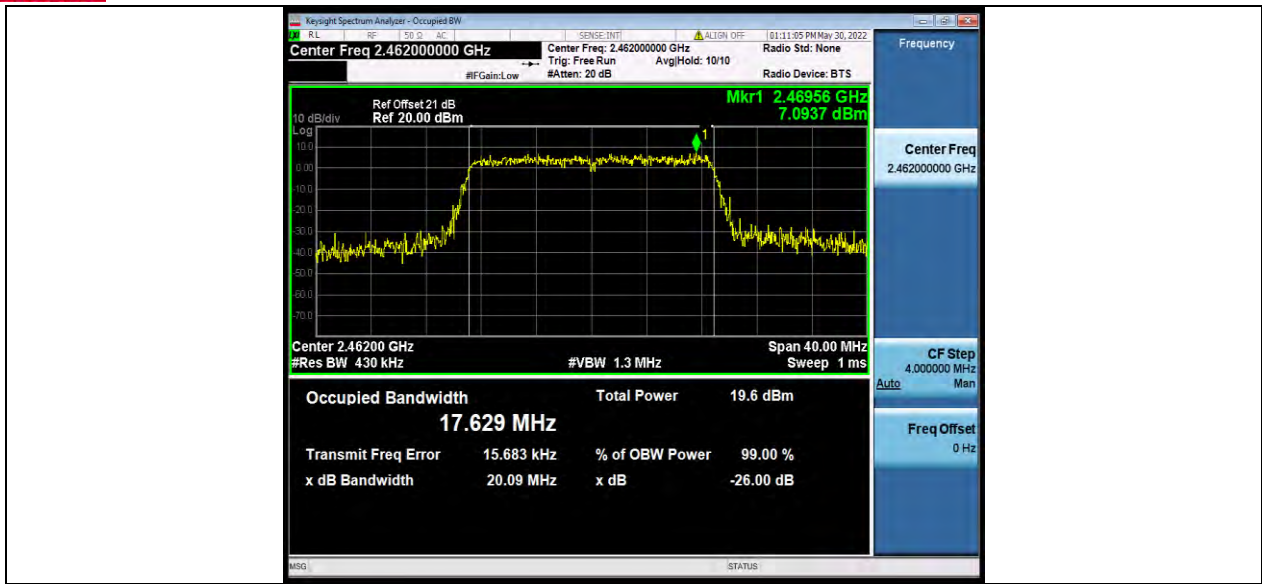 Keysight Spectrum Analyzer - Occupied BW
RL RF 50 Ω AC SENSE:INT ALIGN OFF 01:11:05 PM May 30, 2022
Center Freq 2.462000000 GHz
Center Freq: 2.462000000 GHz
Radio Std: None
Trig: Free Run Avg|Hold: 10/10
#IFGain:Low
#Atten: 20 dB
Radio Device: BTS
Frequency
Mkr1 2.46956 GHz
7.0937 dBm
Ref Offset 21 dB
10 dB/div Ref 20.00 dBm
Log
1
10.0
0.00
-10.0
-20.0
-30.0
-40.0
-50.0
-60.0
-70.0
Center 2.46200 GHz Span 40.00 MHz
#Res BW 430 kHz #VBW 1.3 MHz Sweep 1 ms
Occupied Bandwidth Total Power 19.6 dBm
17.629 MHz
Transmit Freq Error 15.683 kHz % of OBW Power 99.00 %
x dB Bandwidth 20.09 MHz x dB -26.00 dB
Center Freq
2.462000000 GHz
CF Step
4.000000 MHz
Auto Man
Freq Offset
0 Hz
MSG STATUS